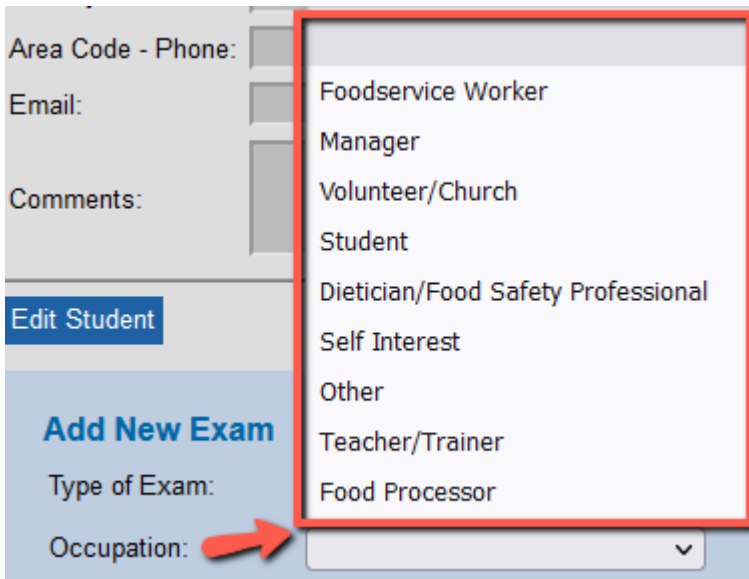 Area Code - Phone:
Email:
Comments:
Edit Student
Foodservice Worker
Manager
Volunteer/Church
Student
Dietician/Food Safety Professional
Self Interest
Other
Teacher/Trainer
Food Processor
Add New Exam
Type of Exam:
Occupation: